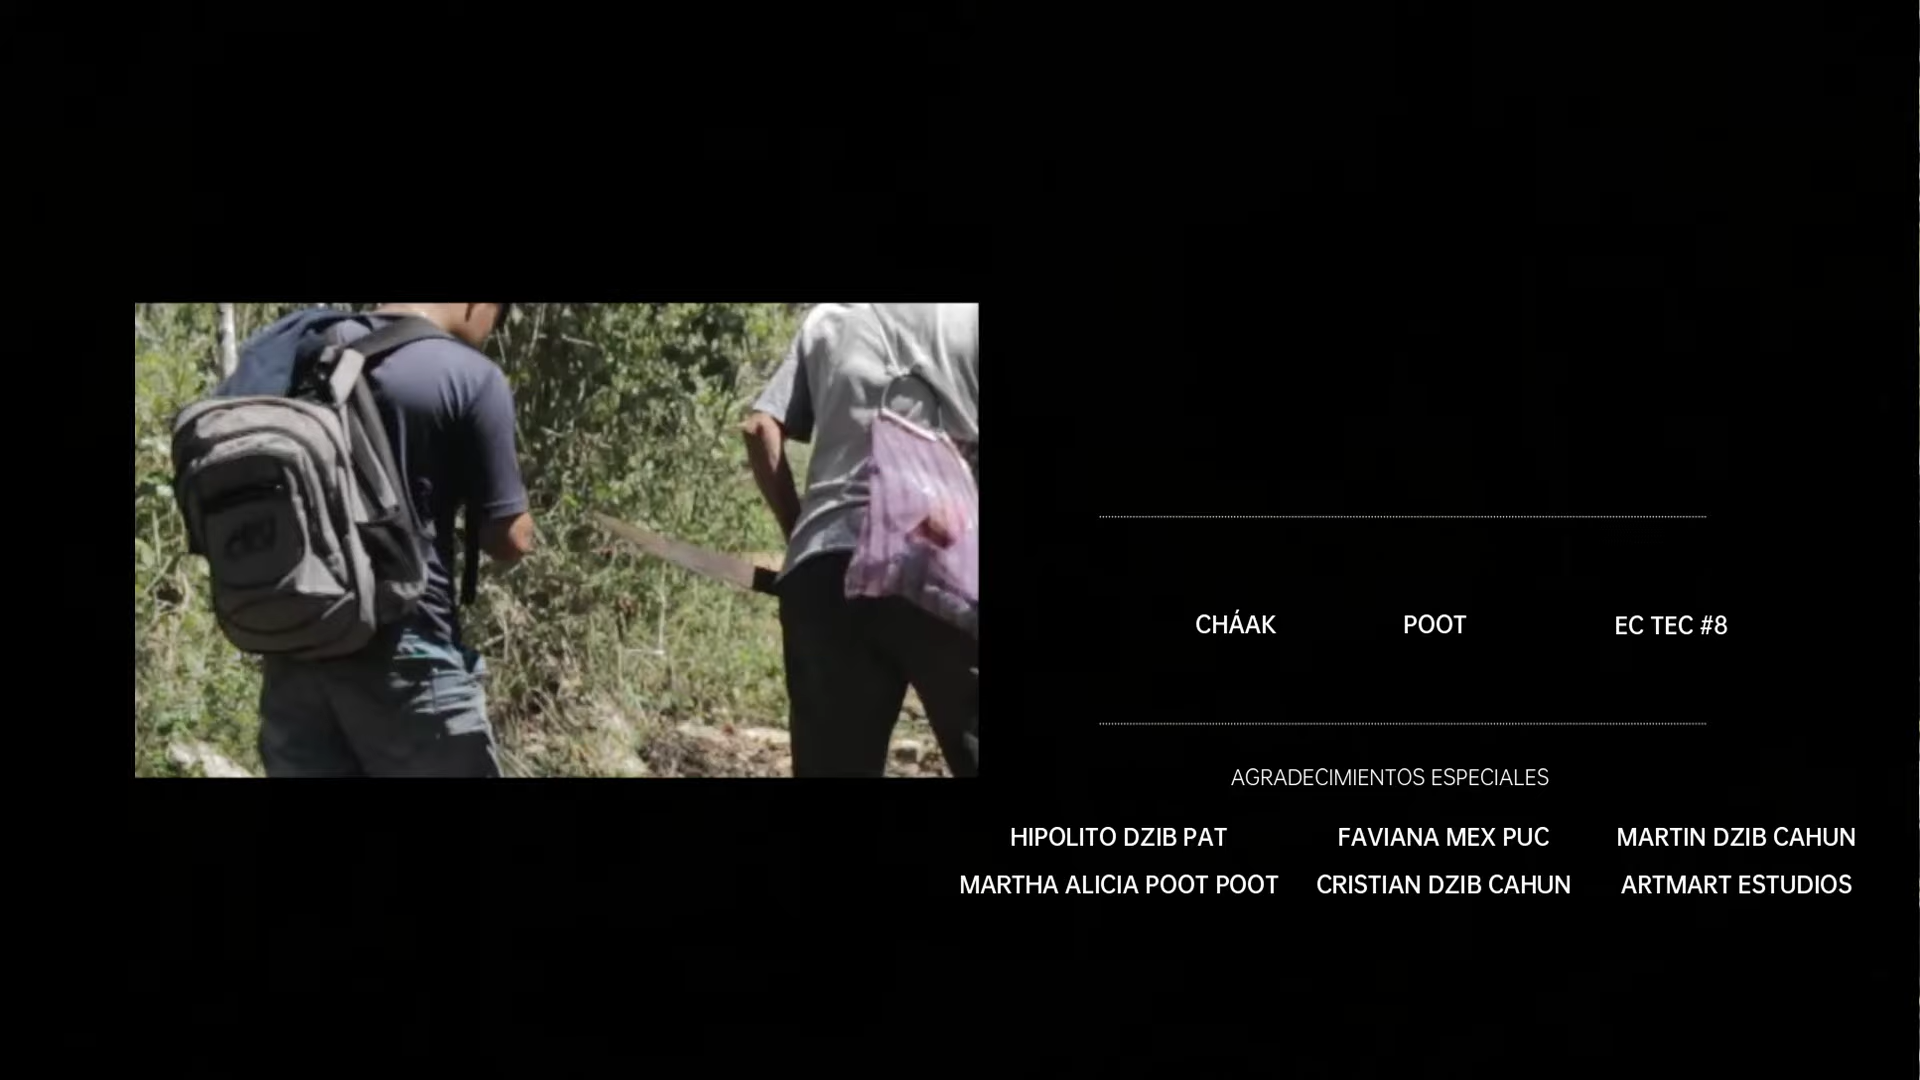 CHÁAK POOT EC TEC #8
AGRADECIMIENTOS ESPECIALES
HIPOLITO DZIB PAT FAVIANA MEX PUC MARTIN DZIB CAHUN
MARTHA ALICIA POOT POOT CRISTIAN DZIB CAHUN ARTMART ESTUDIOS